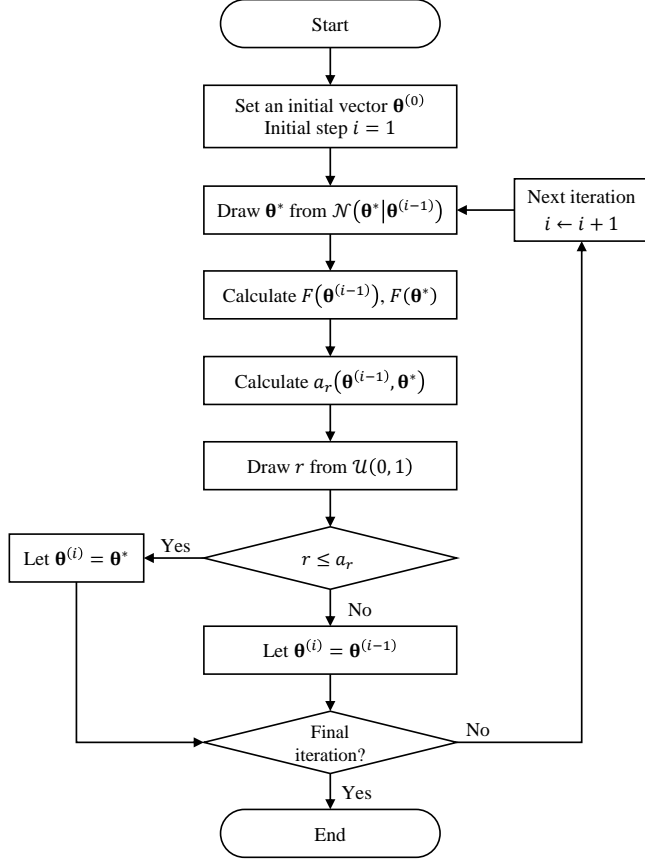 Start
Set an initial vector 𝛉⁽⁰⁾
Initial step 𝑖 = 1
Draw 𝛉* from 𝒩(𝛉*|𝛉⁽ⁱ⁻¹⁾)
Next iteration
𝑖 ← 𝑖 + 1
Calculate 𝐹(𝛉⁽ⁱ⁻¹⁾), 𝐹(𝛉*)
Calculate 𝑎ᵣ(𝛉⁽ⁱ⁻¹⁾, 𝛉*)
Draw 𝑟 from 𝒰(0, 1)
Let 𝛉⁽ⁱ⁾ = 𝛉*
Yes
𝑟 ≤ 𝑎ᵣ
No
Let 𝛉⁽ⁱ⁾ = 𝛉⁽ⁱ⁻¹⁾
Final
iteration?
No
Yes
End